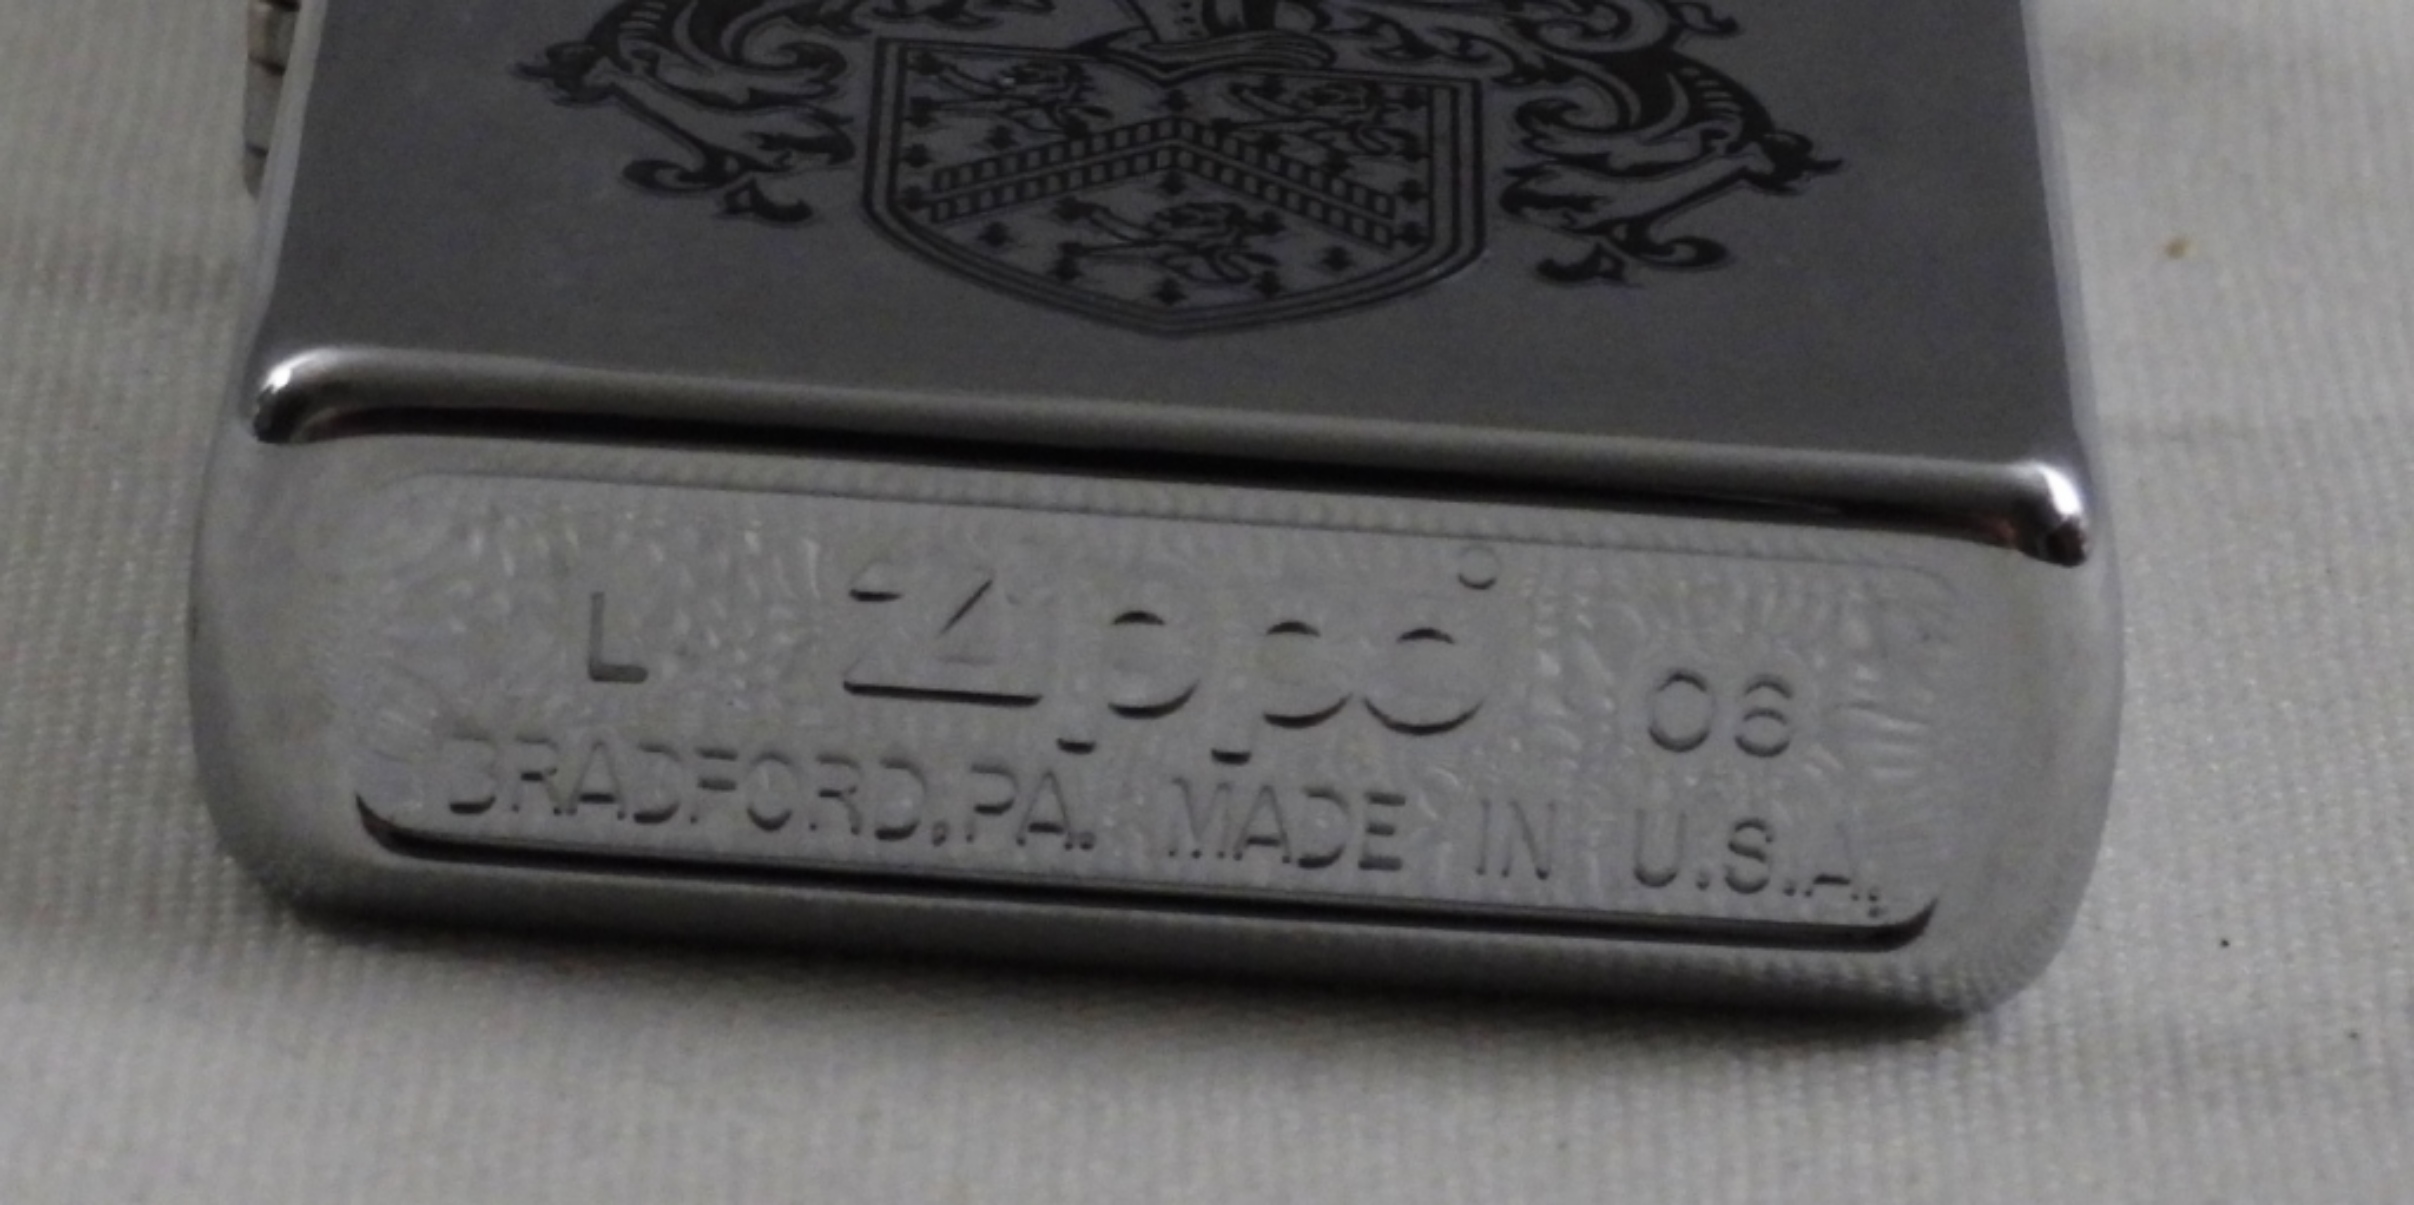 L Zippo® 06
BRADFORD, PA. MADE IN U.S.A.